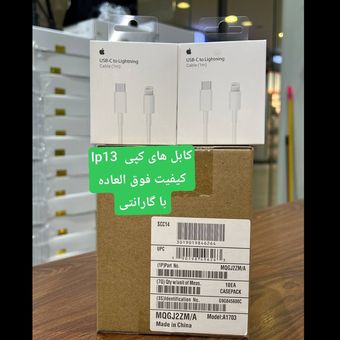 USB-C to Lightning
Cable (1m)
USB-C to Lightning
Cable (1m)
کابل های کپی Ip13
کیفیت فوق العاده
با گارانتی
SCC14
UPC
(1P)Part No.
MQGJ2ZM/A
(7Q) Qty w/unit of Meas.
10EA
CASEPACK
(3S)Identification No.
MQGJ2ZM/A Model:A1703
Made in China